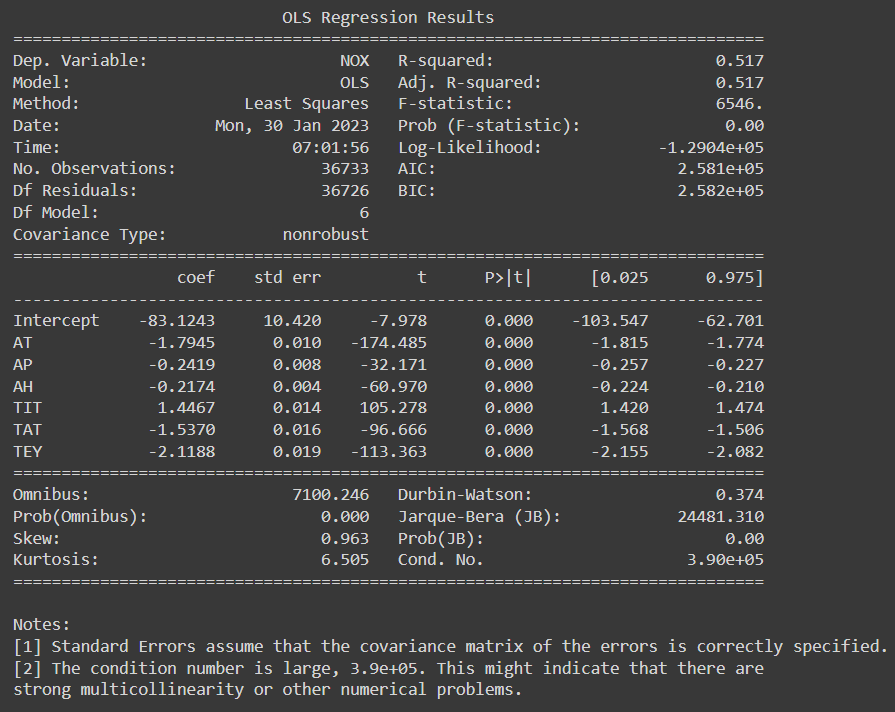 OLS Regression Results
==============================================================================
Dep. Variable:                    NOX   R-squared:                       0.517
Model:                            OLS   Adj. R-squared:                  0.517
Method:                 Least Squares   F-statistic:                     6546.
Date:                Mon, 30 Jan 2023   Prob (F-statistic):               0.00
Time:                        07:01:56   Log-Likelihood:            -1.2904e+05
No. Observations:               36733   AIC:                         2.581e+05
Df Residuals:                   36726   BIC:                         2.582e+05
Df Model:                           6
Covariance Type:            nonrobust
==============================================================================
                 coef    std err          t      P>|t|      [0.025      0.975]
------------------------------------------------------------------------------
Intercept    -83.1243     10.420     -7.978      0.000    -103.547     -62.701
AT            -1.7945      0.010   -174.485      0.000      -1.815      -1.774
AP            -0.2419      0.008    -32.171      0.000      -0.257      -0.227
AH            -0.2174      0.004    -60.970      0.000      -0.224      -0.210
TIT            1.4467      0.014    105.278      0.000       1.420       1.474
TAT           -1.5370      0.016    -96.666      0.000      -1.568      -1.506
TEY           -2.1188      0.019   -113.363      0.000      -2.155      -2.082
==============================================================================
Omnibus:                     7100.246   Durbin-Watson:                   0.374
Prob(Omnibus):                  0.000   Jarque-Bera (JB):            24481.310
Skew:                           0.963   Prob(JB):                         0.00
Kurtosis:                       6.505   Cond. No.                     3.90e+05
==============================================================================

Notes:
[1] Standard Errors assume that the covariance matrix of the errors is correctly specified.
[2] The condition number is large, 3.9e+05. This might indicate that there are
strong multicollinearity or other numerical problems.